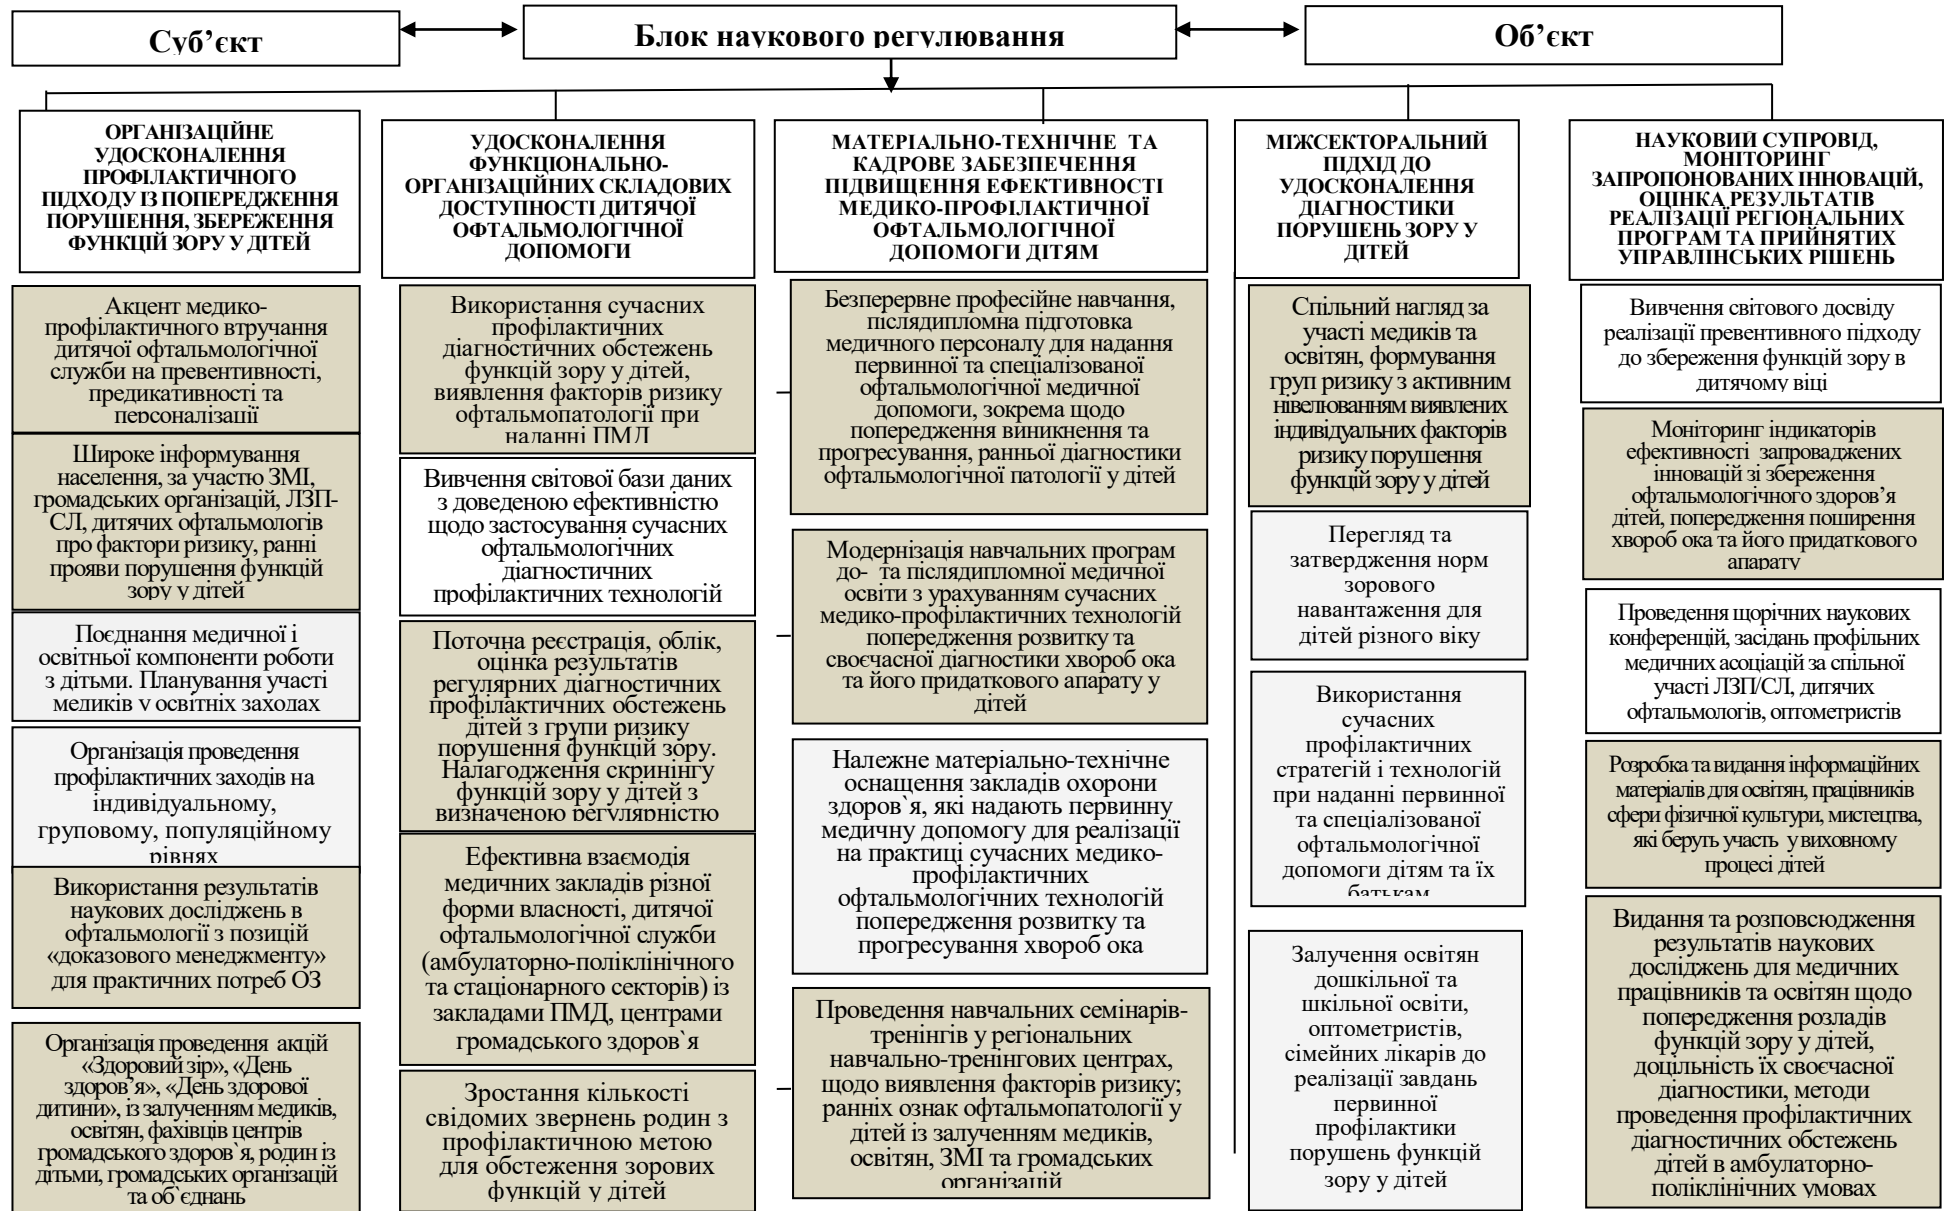 Суб’єкт
Блок наукового регулювання
Об’єкт
ОРГАНІЗАЦІЙНЕ
УДОСКОНАЛЕННЯ
ПРОФІЛАКТИЧНОГО
ПІДХОДУ ІЗ ПОПЕРЕДЖЕННЯ
ПОРУШЕННЯ, ЗБЕРЕЖЕННЯ
ФУНКЦІЙ ЗОРУ У ДІТЕЙ
Акцент медико-
профілактичного втручання
дитячої офтальмологічної
служби на превентивності,
предикативності та
персоналізації
Широке інформування
населення, за участю ЗМІ,
громадських організацій, ЛЗП-
СЛ, дитячих офтальмологів
про фактори ризику, ранні
прояви порушення функцій
зору у дітей
Поєднання медичної і
освітньої компоненти роботи
з дітьми. Планування участі
медиків у освітніх заходах
Організація проведення
профілактичних заходів на
індивідуальному,
груповому, популяційному
рівнях
Використання результатів
наукових досліджень в
офтальмології з позицій
«доказового менеджменту»
для практичних потреб ОЗ
Організація проведення акцій
«Здоровий зір», «День
здоров’я», «День здорової
дитини», із залученням медиків,
освітян, фахівців центрів
громадського здоров`я, родин із
дітьми, громадських організацій
та об`єднань
УДОСКОНАЛЕННЯ
ФУНКЦІОНАЛЬНО-
ОРГАНІЗАЦІЙНИХ СКЛАДОВИХ
ДОСТУПНОСТІ ДИТЯЧОЇ
ОФТАЛЬМОЛОГІЧНОЇ
ДОПОМОГИ
Використання сучасних
профілактичних
діагностичних обстежень
функцій зору у дітей,
виявлення факторів ризику
офтальмопатології при
наданні ПМД
Вивчення світової бази даних
з доведеною ефективністю
щодо застосування сучасних
офтальмологічних
діагностичних
профілактичних технологій
Поточна реєстрація, облік,
оцінка результатів
регулярних діагностичних
профілактичних обстежень
дітей з групи ризику
порушення функцій зору.
Налагодження скринінгу
функцій зору у дітей з
визначеною регулярністю
Ефективна взаємодія
медичних закладів різної
форми власності, дитячої
офтальмологічної служби
(амбулаторно-поліклінічного
та стаціонарного секторів) із
закладами ПМД, центрами
громадського здоров`я
Зростання кількості
свідомих звернень родин з
профілактичною метою
для обстеження зорових
функцій у дітей
МАТЕРІАЛЬНО-ТЕХНІЧНЕ ТА
КАДРОВЕ ЗАБЕЗПЕЧЕННЯ
ПІДВИЩЕННЯ ЕФЕКТИВНОСТІ
МЕДИКО-ПРОФІЛАКТИЧНОЇ
ОФТАЛЬМОЛОГІЧНОЇ
ДОПОМОГИ ДІТЯМ
Безперервне професійне навчання,
післядипломна підготовка
медичного персоналу для надання
первинної та спеціалізованої
офтальмологічної медичної
допомоги, зокрема щодо
попередження виникнення та
прогресування, ранньої діагностики
офтальмологічної патології у дітей
Модернізація навчальних програм
до- та післядипломної медичної
освіти з урахуванням сучасних
медико-профілактичних технологій
попередження розвитку та
своєчасної діагностики хвороб ока
та його придаткового апарату у
дітей
Належне матеріально-технічне
оснащення закладів охорони
здоров`я, які надають первинну
медичну допомогу для реалізації
на практиці сучасних медико-
профілактичних
офтальмологічних технологій
попередження розвитку та
прогресування хвороб ока
Проведення навчальних семінарів-
тренінгів у регіональних
навчально-тренінгових центрах,
щодо виявлення факторів ризику;
ранніх ознак офтальмопатології у
дітей із залученням медиків,
освітян, ЗМІ та громадських
організацій
МІЖСЕКТОРАЛЬНИЙ
ПІДХІД ДО
УДОСКОНАЛЕННЯ
ДІАГНОСТИКИ
ПОРУШЕНЬ ЗОРУ У
ДІТЕЙ
Спільний нагляд за
участі медиків та
освітян, формування
груп ризику з активним
нівелюванням виявлених
індивідуальних факторів
ризику порушення
функцій зору у дітей
Перегляд та
затвердження норм
зорового
навантаження для
дітей різного віку
Використання
сучасних
профілактичних
стратегій і технологій
при наданні первинної
та спеціалізованої
офтальмологічної
допомоги дітям та їх
батькам
Залучення освітян
дошкільної та
шкільної освіти,
оптометристів,
сімейних лікарів до
реалізації завдань
первинної
профілактики
порушень функцій
зору у дітей
НАУКОВИЙ СУПРОВІД,
МОНІТОРИНГ
ЗАПРОПОНОВАНИХ ІННОВАЦІЙ,
ОЦІНКА РЕЗУЛЬТАТІВ
РЕАЛІЗАЦІЇ РЕГІОНАЛЬНИХ
ПРОГРАМ ТА ПРИЙНЯТИХ
УПРАВЛІНСЬКИХ РІШЕНЬ
Вивчення світового досвіду
реалізації превентивного підходу
до збереження функцій зору в
дитячому віці
Моніторинг індикаторів
ефективності запроваджених
інновацій зі збереження
офтальмологічного здоров’я
дітей, попередження поширення
хвороб ока та його придаткового
апарату
Проведення щорічних наукових
конференцій, засідань профільних
медичних асоціацій за спільної
участі ЛЗП/СЛ, дитячих
офтальмологів, оптометристів
Розробка та видання інформаційних
матеріалів для освітян, працівників
сфери фізичної культури, мистецтва,
які беруть участь у виховному
процесі дітей
Видання та розповсюдження
результатів наукових
досліджень для медичних
працівників та освітян щодо
попередження розладів
функцій зору у дітей,
доцільність їх своєчасної
діагностики, методи
проведення профілактичних
діагностичних обстежень
дітей в амбулаторно-
поліклінічних умовах